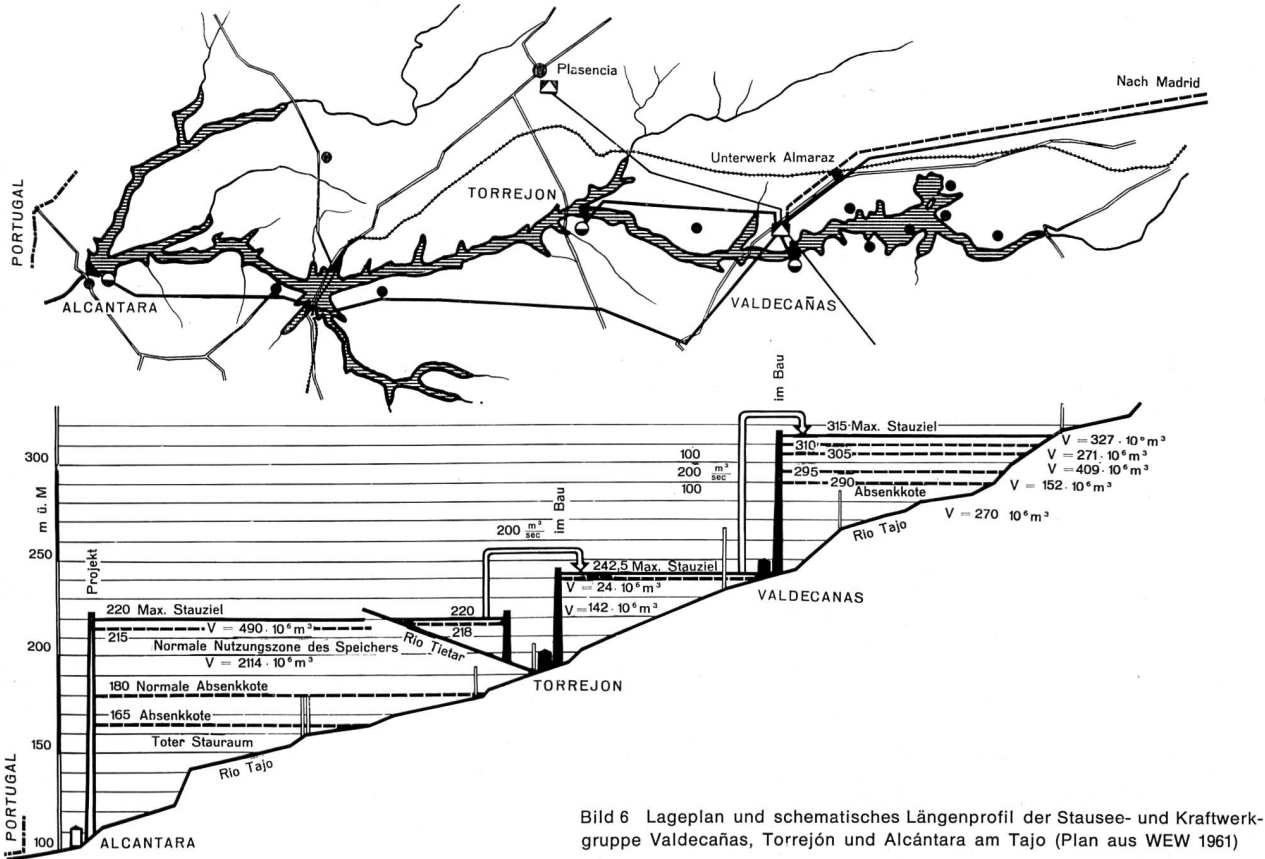 Plasencia
Nach Madrid
Unterwerk Almaraz
TORREJON
PORTUGAL
ALCANTARA
VALDECAÑAS
im Bau
315 Max. Stauziel
310
305
295
290
Absenkkote
V = 327 · 10⁶ m³
V = 271 · 10⁶ m³
V = 409 · 10⁶ m³
V = 152 · 10⁶ m³
V = 270 10⁶ m³
Rio Tajo
100
200 m³/sec
100
300
m ü. M
250
200
150
100
im Bau
200 m³/sec
242,5 Max. Stauziel
V = 24 · 10⁶ m³
V = 142 · 10⁶ m³
VALDECANAS
Projekt
220 Max. Stauziel
215
V = 490 · 10⁶ m³
Normale Nutzungszone des Speichers
V = 2114 · 10⁶ m³
220
218
Rio Tietar
TORREJON
180 Normale Absenkkote
165 Absenkkote
Toter Stauraum
Rio Tajo
PORTUGAL
ALCANTARA
Bild 6 Lageplan und schematisches Längenprofil der Stausee- und Kraftwerk-
gruppe Valdecañas, Torrejón und Alcántara am Tajo (Plan aus WEW 1961)